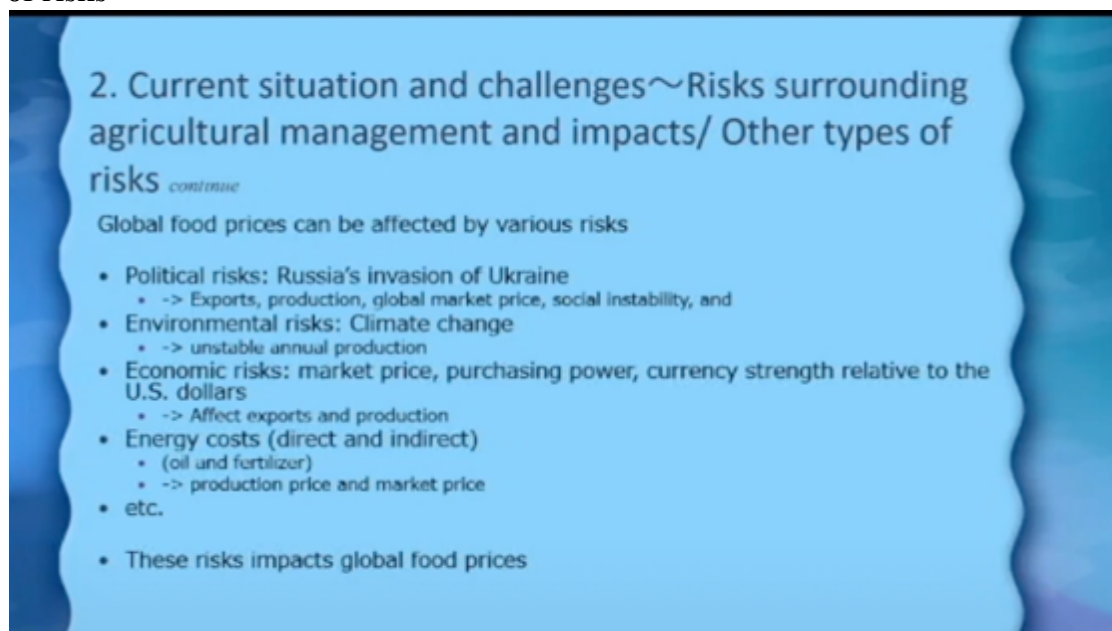 2. Current situation and challenges～Risks surrounding
agricultural management and impacts/ Other types of
risks continue
Global food prices can be affected by various risks
• Political risks: Russia's invasion of Ukraine
• -> Exports, production, global market price, social instability, and
• Environmental risks: Climate change
• -> unstable annual production
• Economic risks: market price, purchasing power, currency strength relative to the
U.S. dollars
• -> Affect exports and production
• Energy costs (direct and indirect)
• (oil and fertilizer)
• -> production price and market price
• etc.
• These risks impacts global food prices